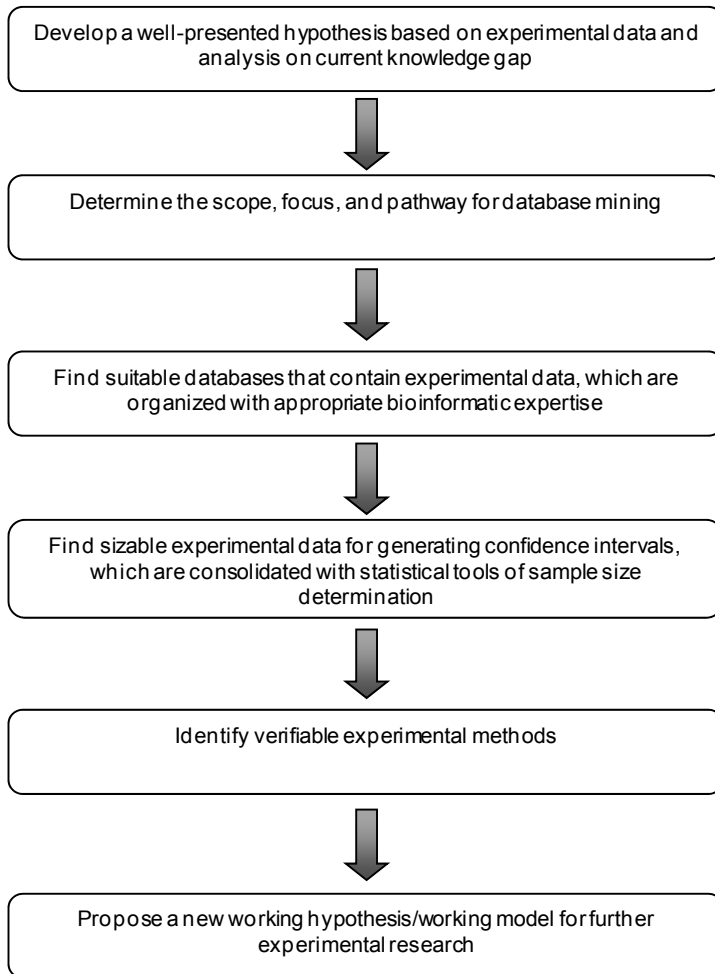 Develop a well-presented hypothesis based on experimental data and
analysis on current knowledge gap
Determine the scope, focus, and pathway for database mining
Find suitable databases that contain experimental data, which are
organized with appropriate bioinformatic expertise
Find sizable experimental data for generating confidence intervals,
which are consolidated with statistical tools of sample size
determination
Identify verifiable experimental methods
Propose a new working hypothesis/working model for further
experimental research